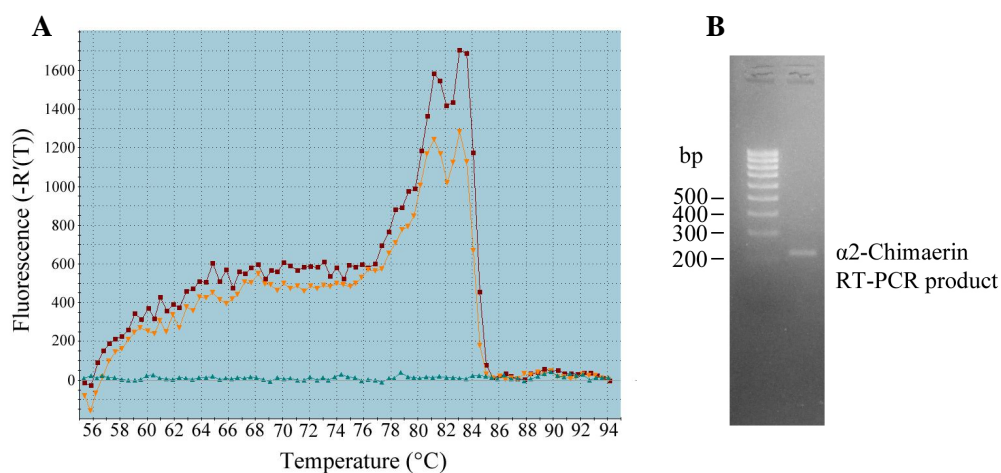 A
B
1600
1400
1200
1000
800
600
400
200
0
Fluorescence (-R'(T))
56 58 60 62 64 66 68 70 72 74 76 78 80 82 84 86 88 90 92 94
Temperature (°C)
bp
500
400
300
200
α2-Chimaerin
RT-PCR product